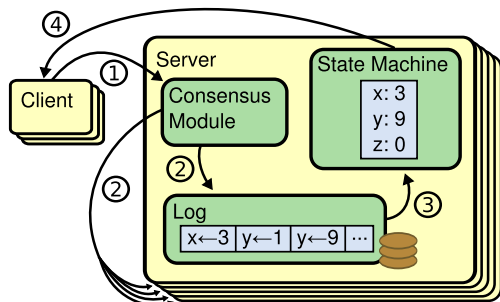 ④
①
Server
State Machine
Client
Consensus
Module
x: 3
y: 9
z: 0
②
②
③
Log
x←3 y←1 y←9 ...